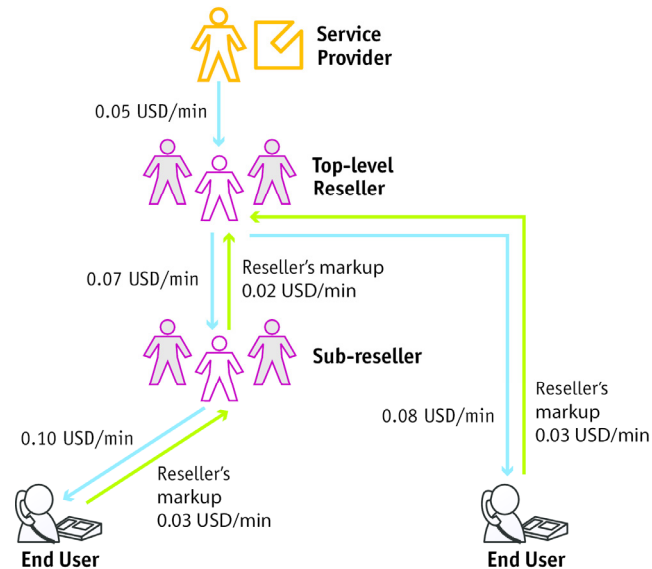 Service
Provider
0.05 USD/min
Top-level
Reseller
0.07 USD/min
Reseller's markup
0.02 USD/min
Sub-reseller
0.10 USD/min
Reseller's
markup
0.03 USD/min
0.08 USD/min
Reseller's
markup
0.03 USD/min
End User
End User